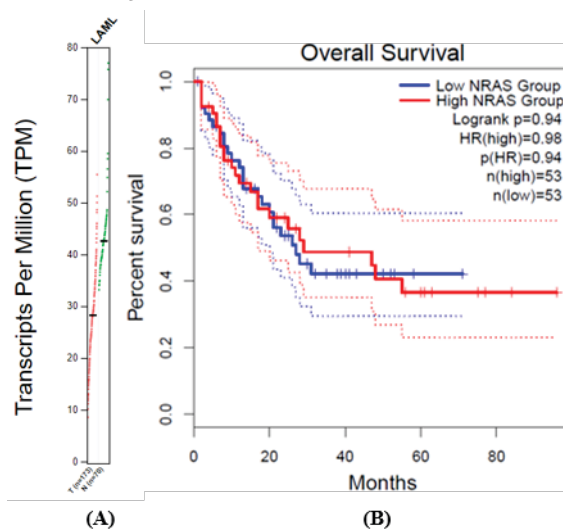 LAML
Transcripts Per Million (TPM)
80
70
60
50
40
30
20
10
0
T (n=173)
N (n=70)
(A)
Overall Survival
Low NRAS Group
High NRAS Group
Logrank p=0.94
HR(high)=0.98
p(HR)=0.94
n(high)=53
n(low)=53
Percent survival
1.0
0.8
0.6
0.4
0.2
0.0
0 20 40 60 80
Months
(B)